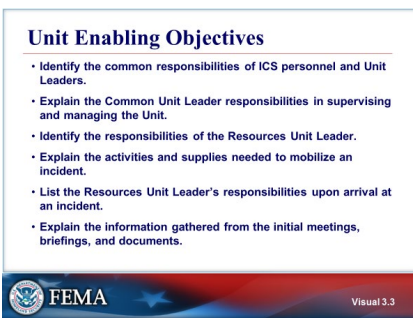 Unit Enabling Objectives
• Identify the common responsibilities of ICS personnel and Unit
Leaders.
• Explain the Common Unit Leader responsibilities in supervising
and managing the Unit.
• Identify the responsibilities of the Resources Unit Leader.
• Explain the activities and supplies needed to mobilize an
incident.
• List the Resources Unit Leader's responsibilities upon arrival at
an incident.
• Explain the information gathered from the initial meetings,
briefings, and documents.
FEMA
Visual 3.3